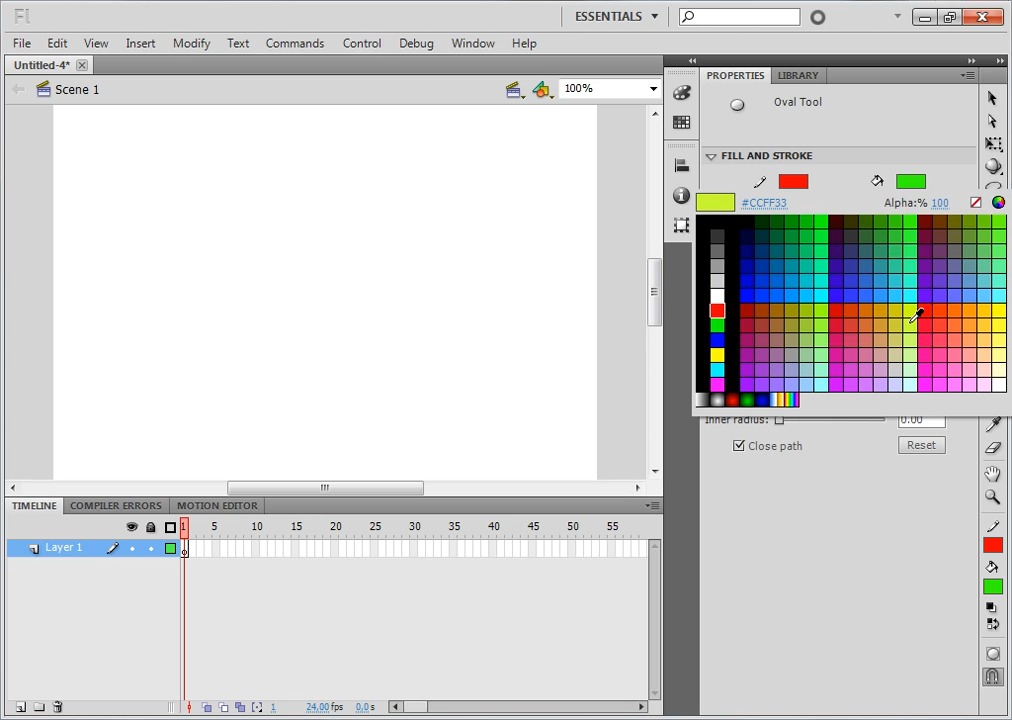 Fl
ESSENTIALS
File Edit View Insert Modify Text Commands Control Debug Window Help
Untitled-4*
Scene 1
100%
PROPERTIES LIBRARY
Oval Tool
FILL AND STROKE
#CCFF33 Alpha:% 100
Inner radius: 0.00
Close path Reset
TIMELINE COMPILER ERRORS MOTION EDITOR
1 5 10 15 20 25 30 35 40 45 50 55
Layer 1
1 24.00 fps 0.0 s